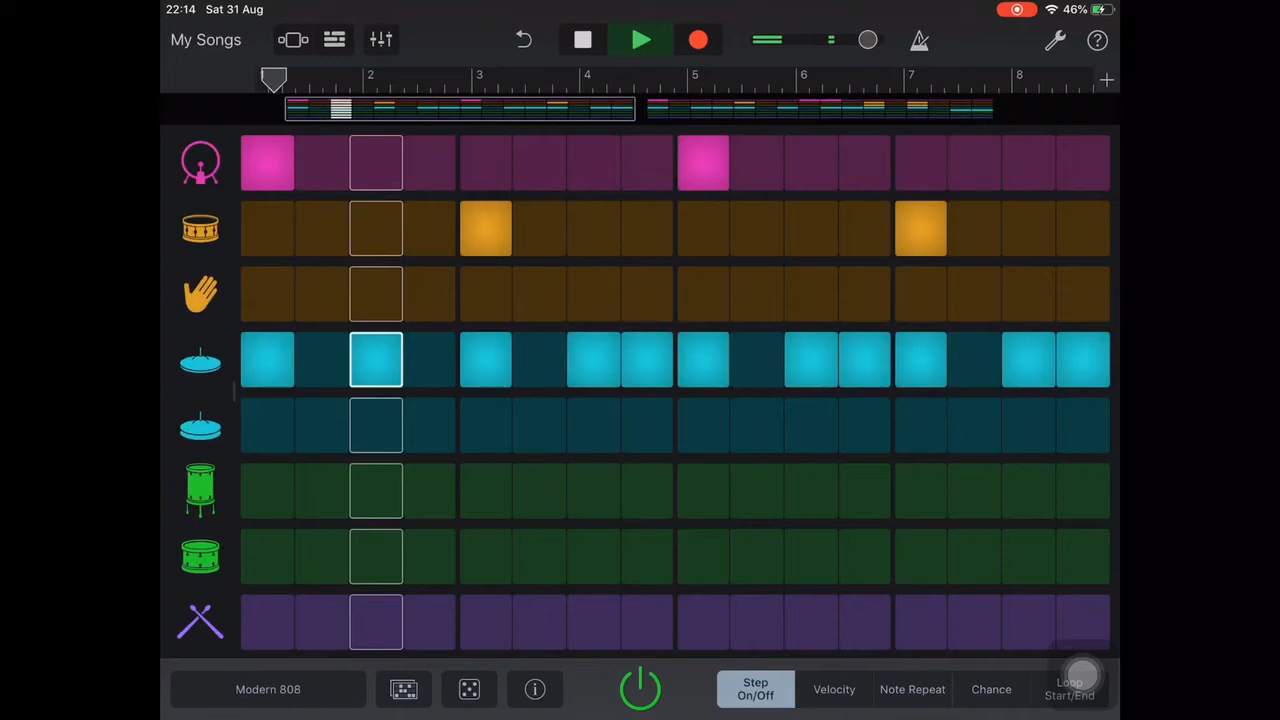 22:14 Sat 31 Aug 46%
My Songs
1 2 3 4 5 6 7 8
Modern 808
Step
On/Off
Velocity
Note Repeat
Chance
Loop
Start/End